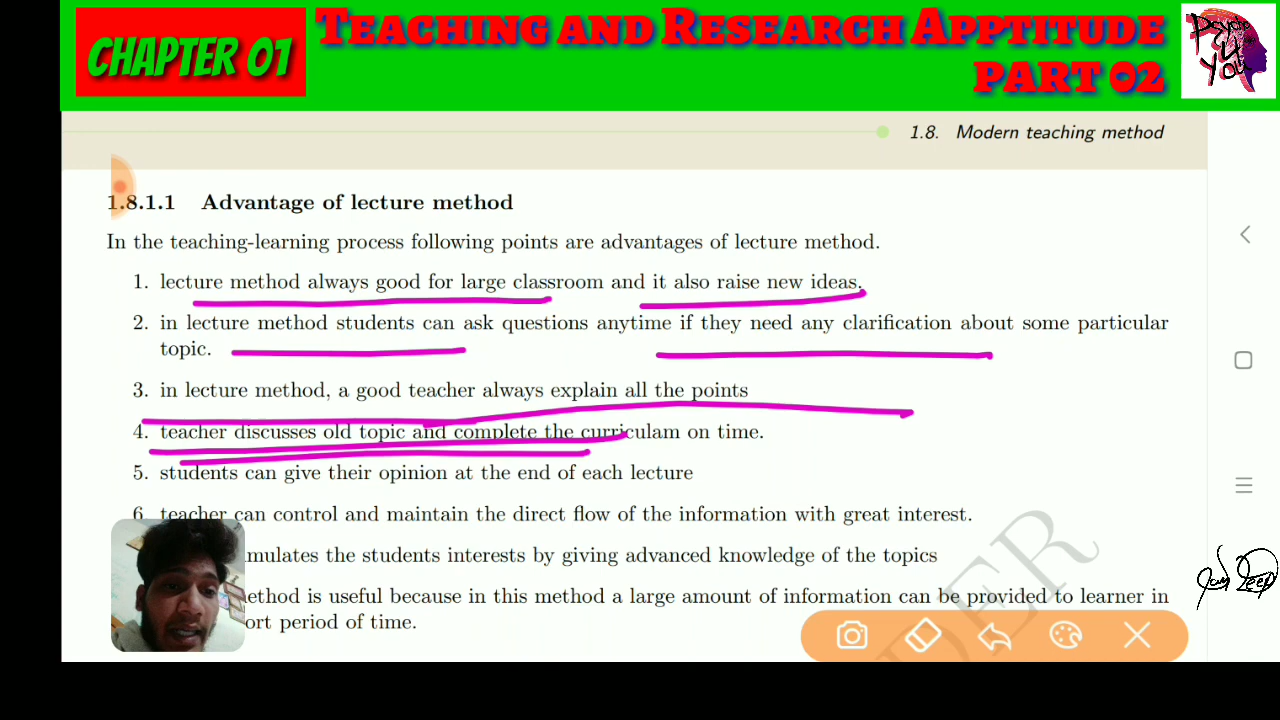 CHAPTER 01
TEACHING AND RESEARCH APPTITUDE
PART 02
Psyche
4
You
1.8. Modern teaching method
1.8.1.1 Advantage of lecture method
In the teaching-learning process following points are advantages of lecture method.
1. lecture method always good for large classroom and it also raise new ideas.
2. in lecture method students can ask questions anytime if they need any clarification about some particular
topic.
3. in lecture method, a good teacher always explain all the points
4. teacher discusses old topic and complete the curriculam on time.
5. students can give their opinion at the end of each lecture
6. teacher can control and maintain the direct flow of the information with great interest.
mulates the students interests by giving advanced knowledge of the topics
ethod is useful because in this method a large amount of information can be provided to learner in
ort period of time.
DER